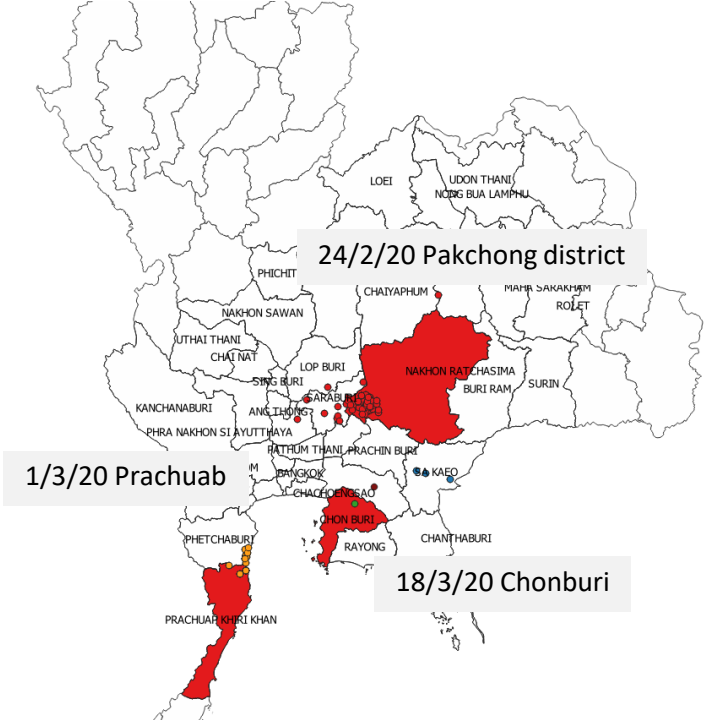 LOEI
UDON THANI
NONG BUA LAMPHU
24/2/20 Pakchong district
PHICHIT
CHAIYAPHUM
MAHA SARAKHAM
ROI ET
NAKHON SAWAN
UTHAI THANI
CHAI NAT
LOP BURI
NAKHON RATCHASIMA
SING BURI
BURI RAM
SURIN
SARABURI
KANCHANABURI
ANG THONG
PHRA NAKHON SI AYUTTHAYA
PATHUM THANI
PRACHIN BURI
1/3/20 Prachuab
OM
BANGKOK
SA KAEO
CHACHOENGSAO
CHON BURI
PHETCHABURI
RAYONG
CHANTHABURI
18/3/20 Chonburi
PRACHUAP KHIRI KHAN